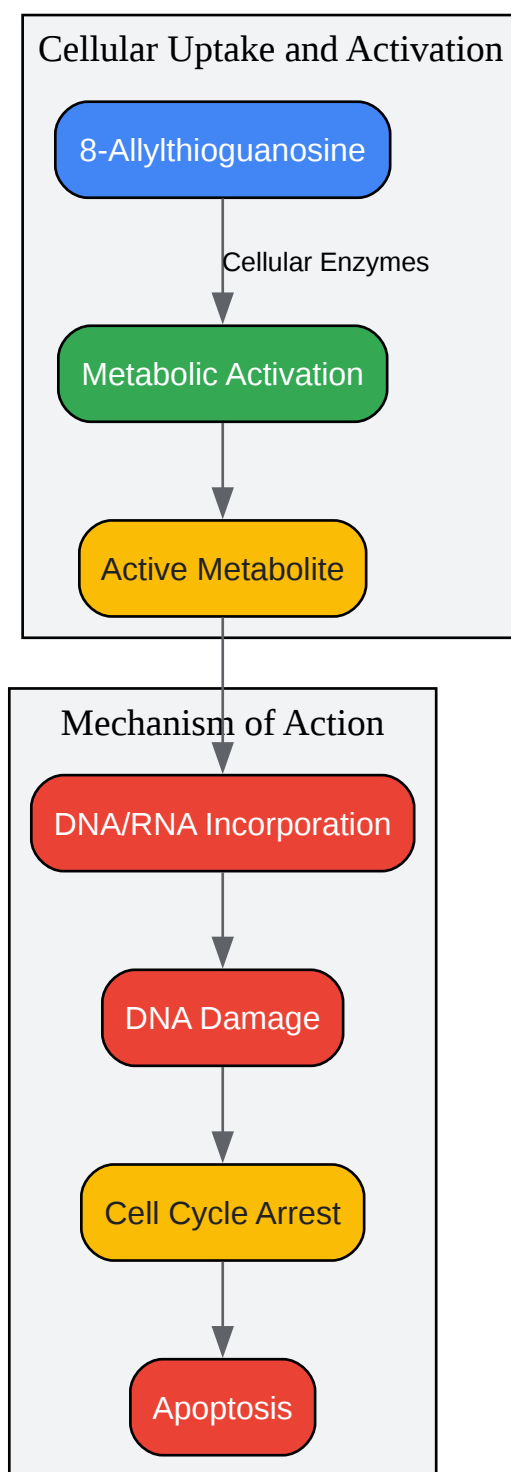 Cellular Uptake and Activation
8-Allylthioguanosine
Cellular Enzymes
Metabolic Activation
Active Metabolite
Mechanism of Action
DNA/RNA Incorporation
DNA Damage
Cell Cycle Arrest
Apoptosis